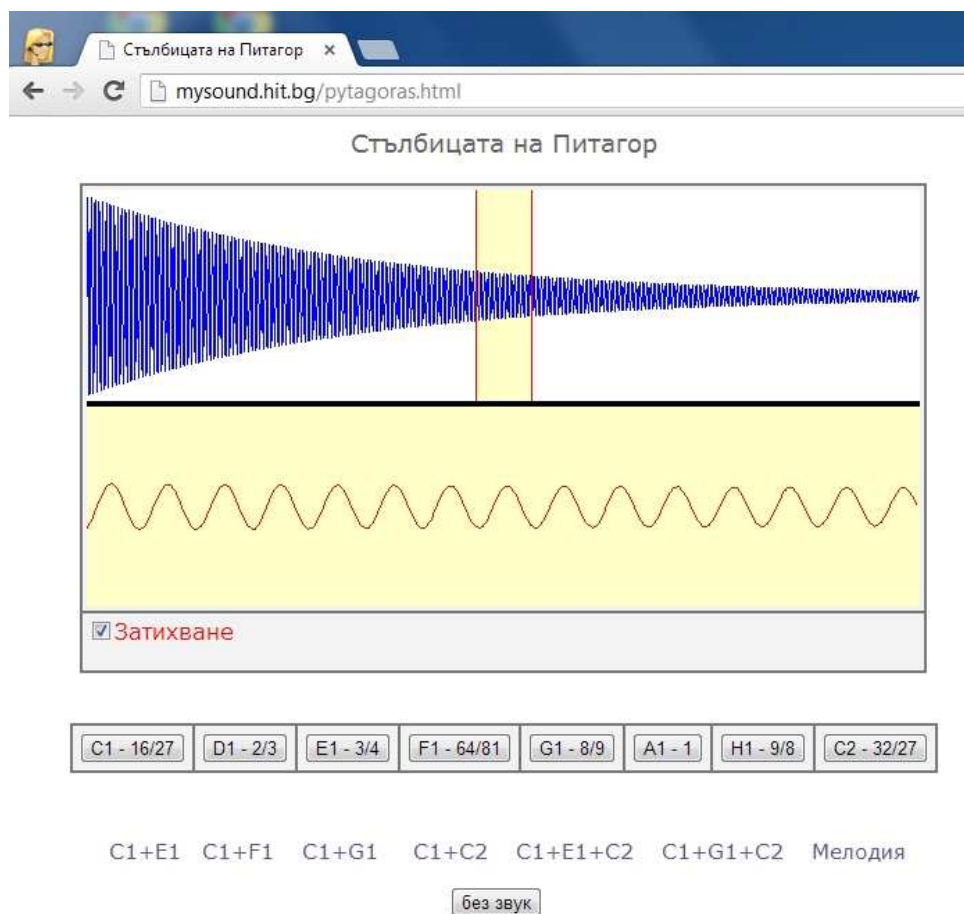 Стълбицата на Питагор
mysound.hit.bg/pytagoras.html
Стълбицата на Питагор
Затихване
C1 - 16/27 D1 - 2/3 E1 - 3/4 F1 - 64/81 G1 - 8/9 A1 - 1 H1 - 9/8 C2 - 32/27
C1+E1 C1+F1 C1+G1 C1+C2 C1+E1+C2 C1+G1+C2 Мелодия
без звук